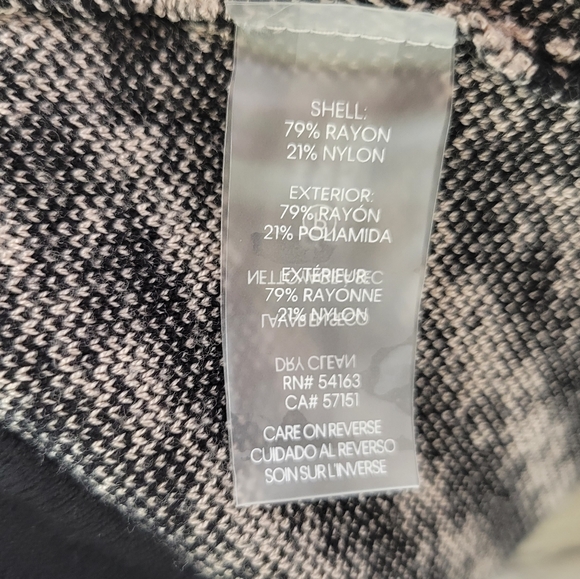 SHELL:
79% RAYON
21% NYLON
EXTERIOR:
79% RAYÓN
21% POLIAMIDA
EXTÉRIEUR:
79% RAYONNE
21% NYLON
DRY CLEAN
RN# 54163
CA# 57151
CARE ON REVERSE
CUIDADO AL REVERSO
SOIN SUR L'INVERSE